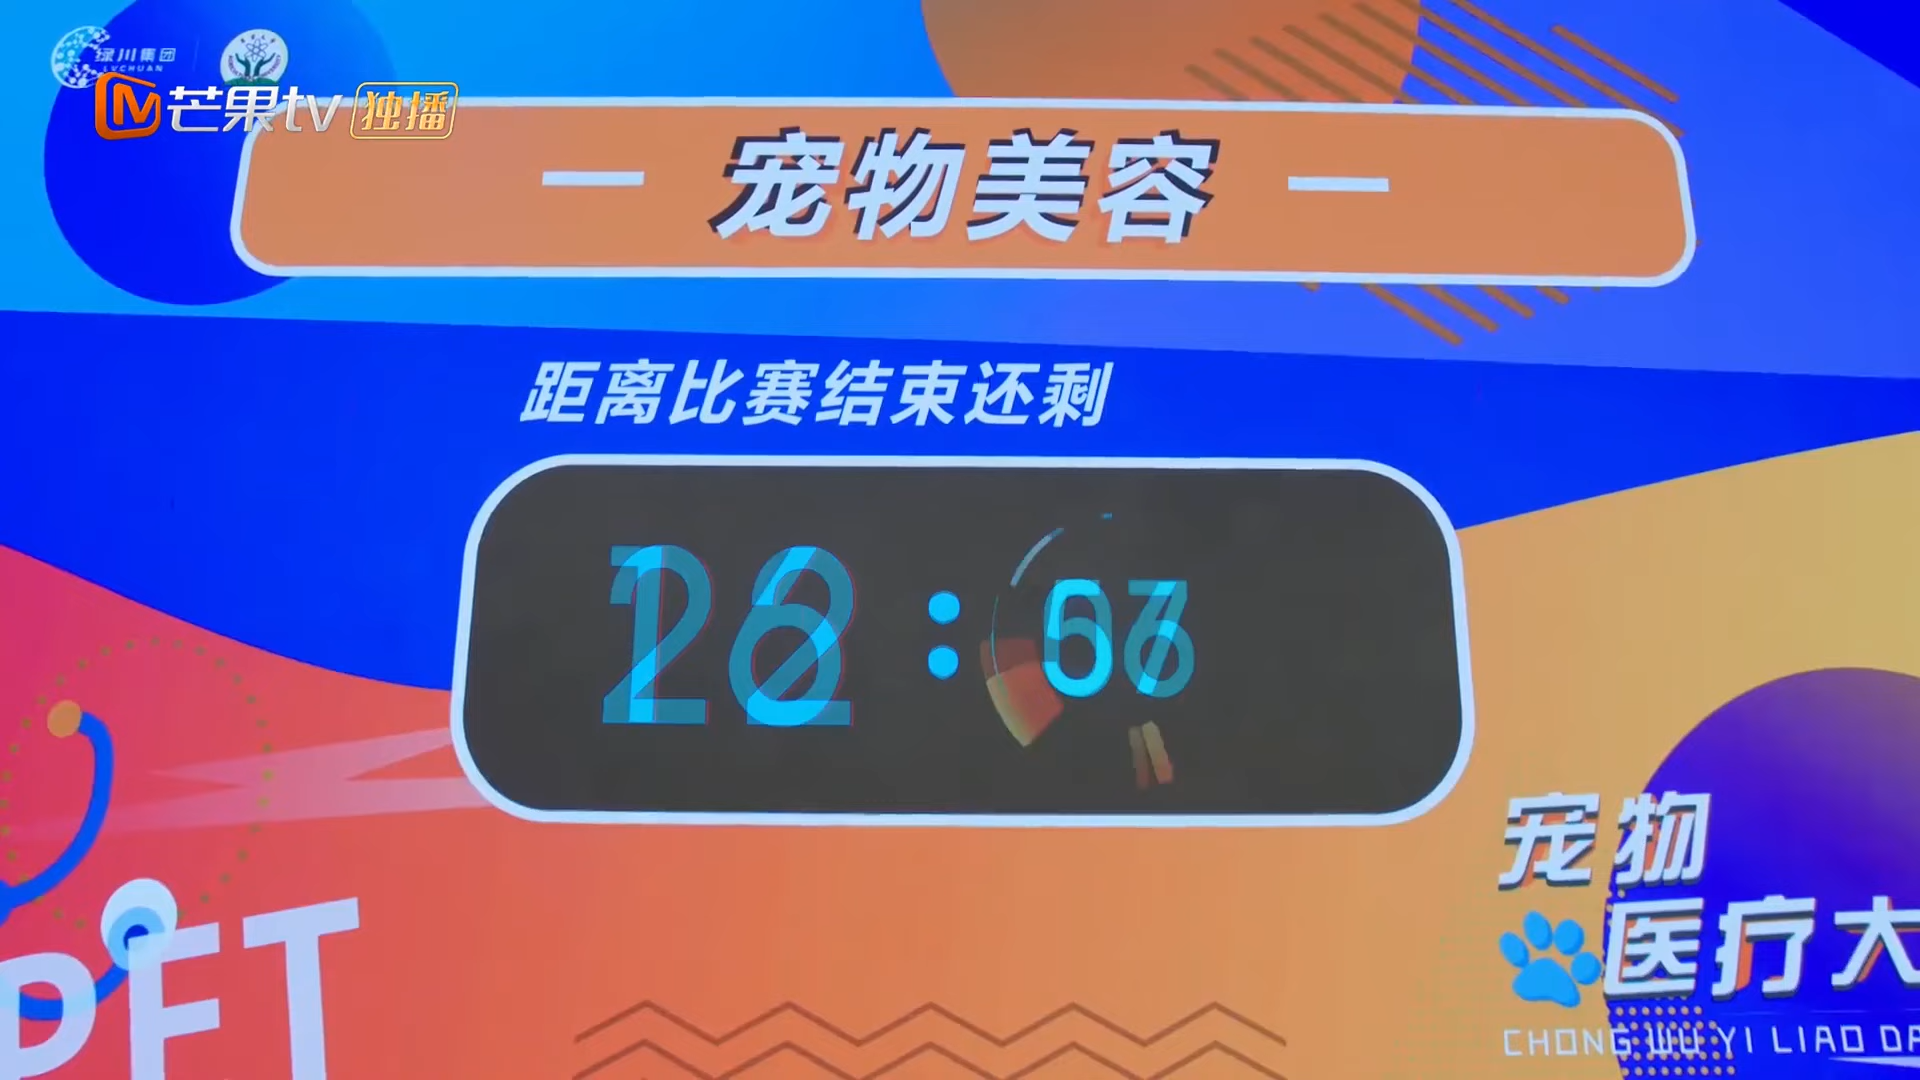 绿川集团
LVCHUAN
芒果tv 独播
宠物美容
距离比赛结束还剩
PET
宠物
医疗大
CHONG WU YI LIAO DA